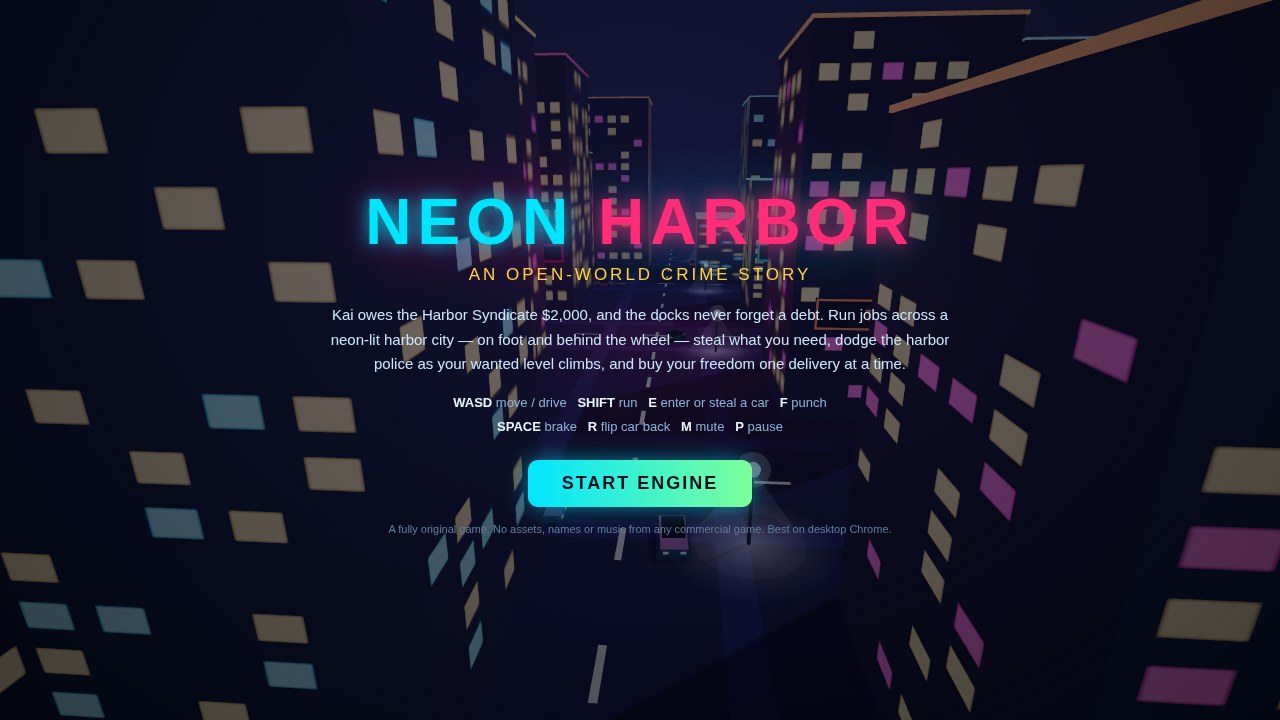 NEON HARBOR
AN OPEN-WORLD CRIME STORY
Kai owes the Harbor Syndicate $2,000, and the docks never forget a debt. Run jobs across a
neon-lit harbor city — on foot and behind the wheel — steal what you need, dodge the harbor
police as your wanted level climbs, and buy your freedom one delivery at a time.
WASD move / drive SHIFT run E enter or steal a car F punch
SPACE brake R flip car back M mute P pause
START ENGINE
A fully original game. No assets, names or music from any commercial game. Best on desktop Chrome.